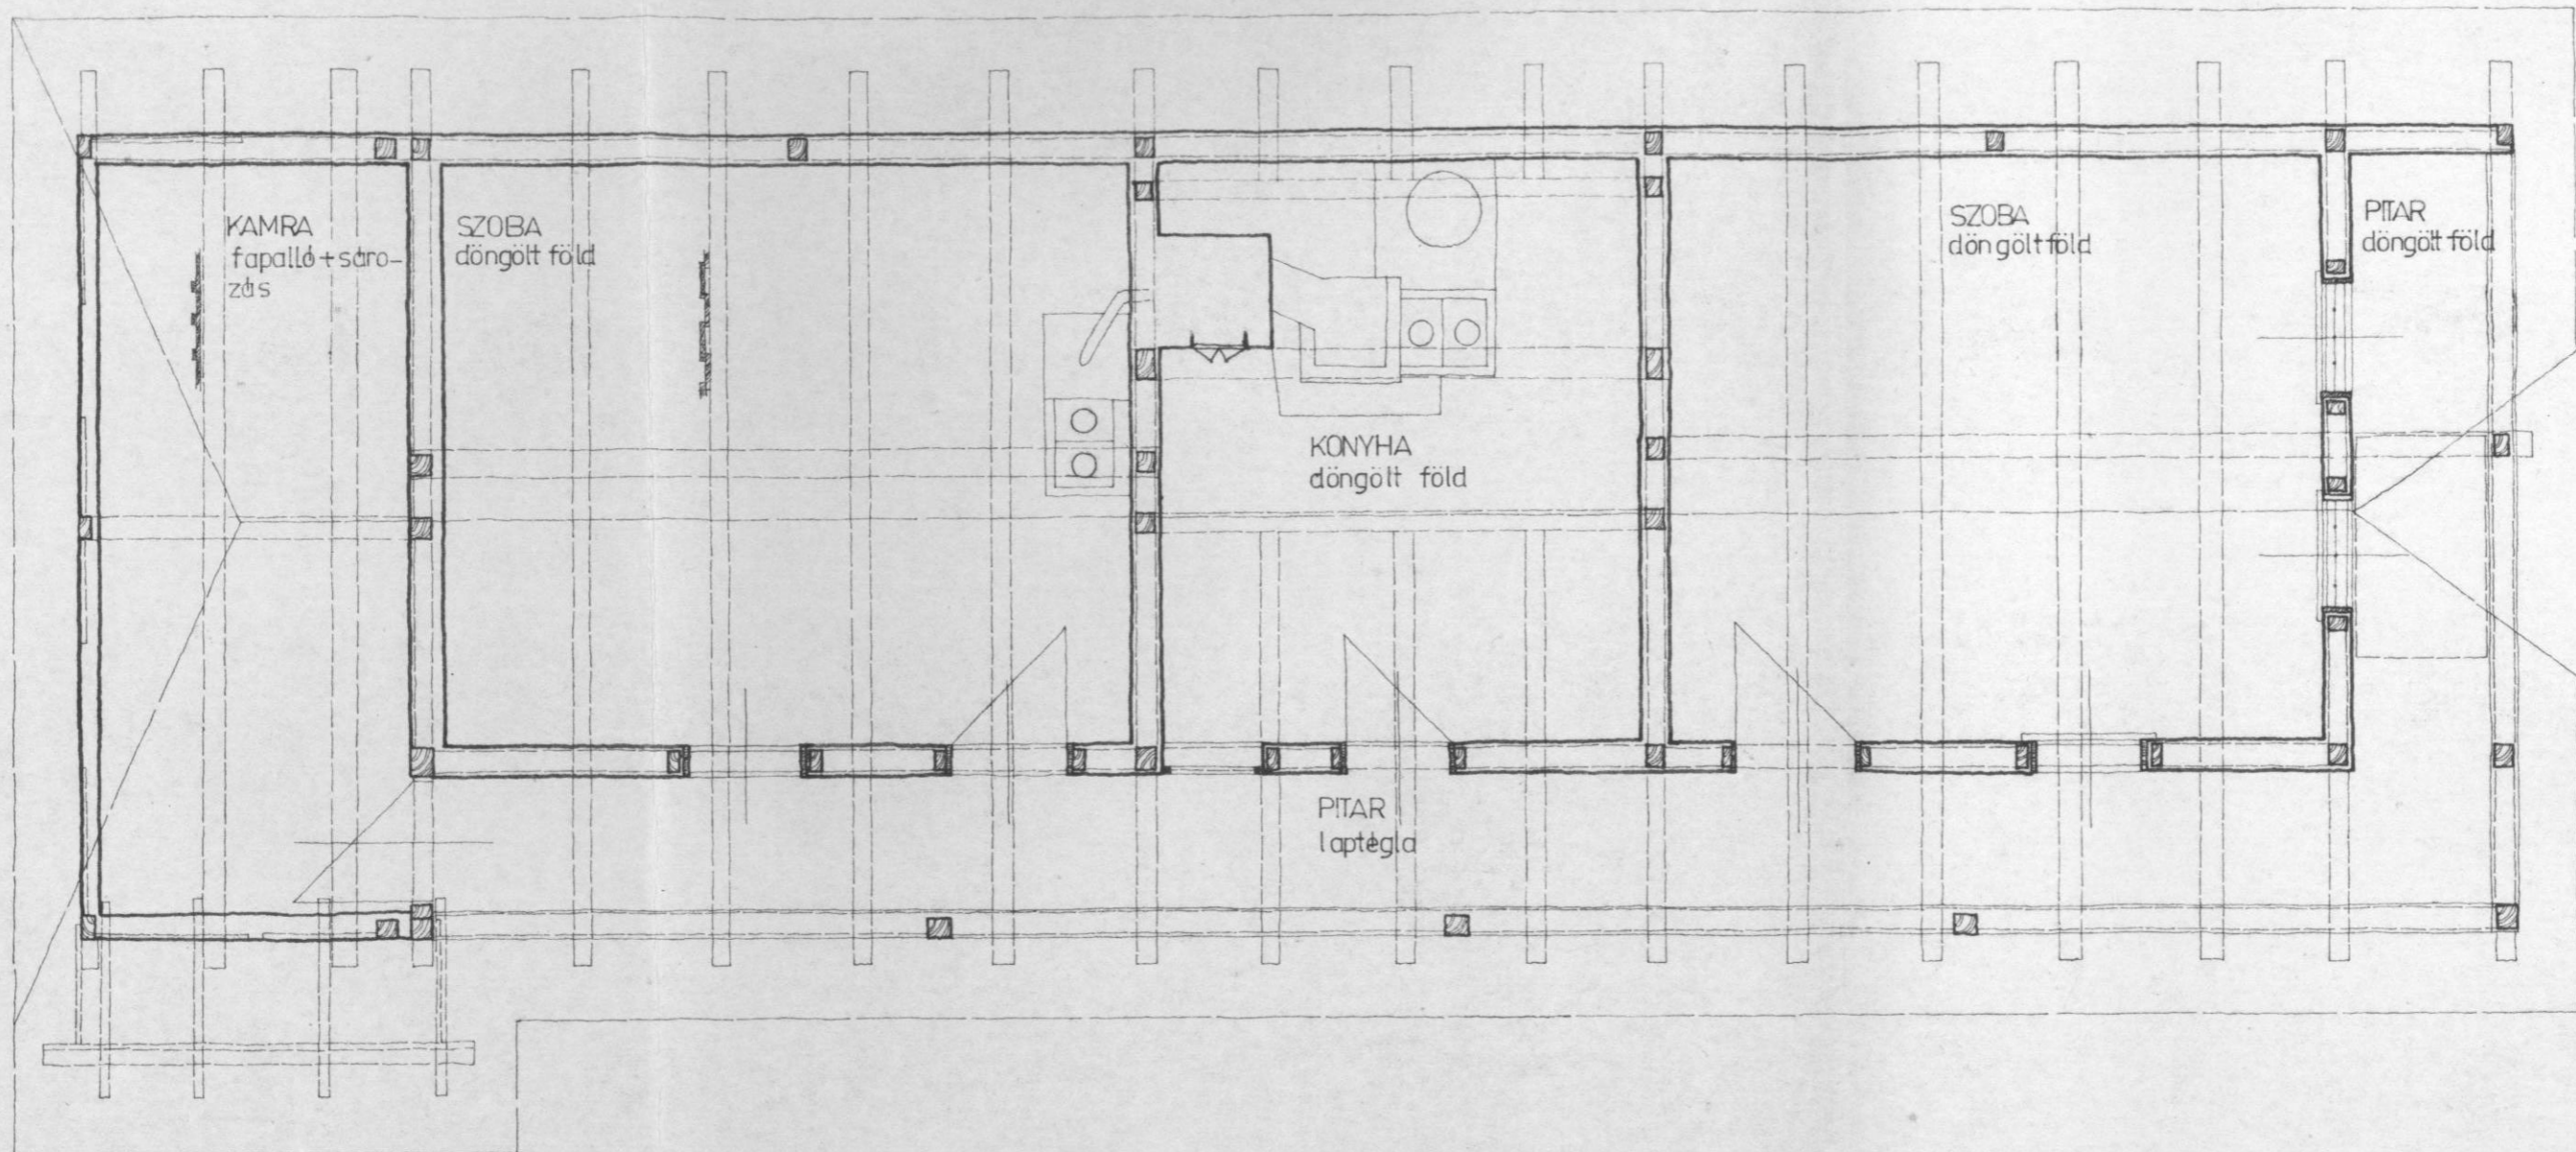 KAMRA
fapalló+sáro-
zás
SZOBA
döngölt föld
KONYHA
döngölt föld
SZOBA
döngölt föld
PITAR
döngölt föld
PITAR
laptégla